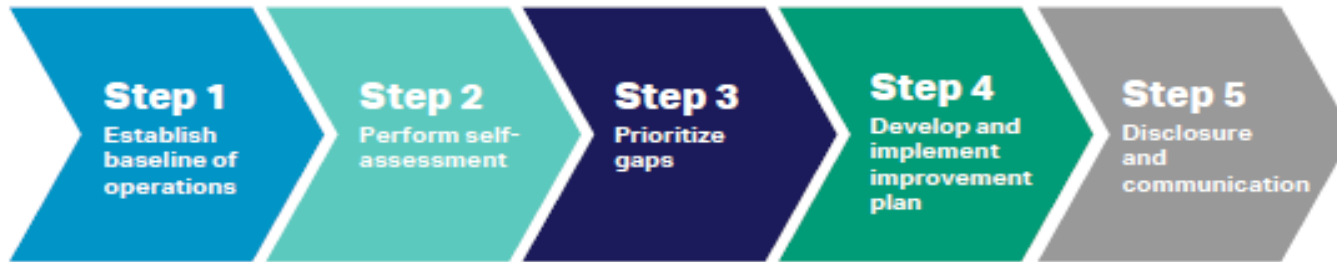 Step 1
Establish
baseline of
operations
Step 2
Perform self-
assessment
Step 3
Prioritize
gaps
Step 4
Develop and
implement
improvement
plan
Step 5
Disclosure
and
communication